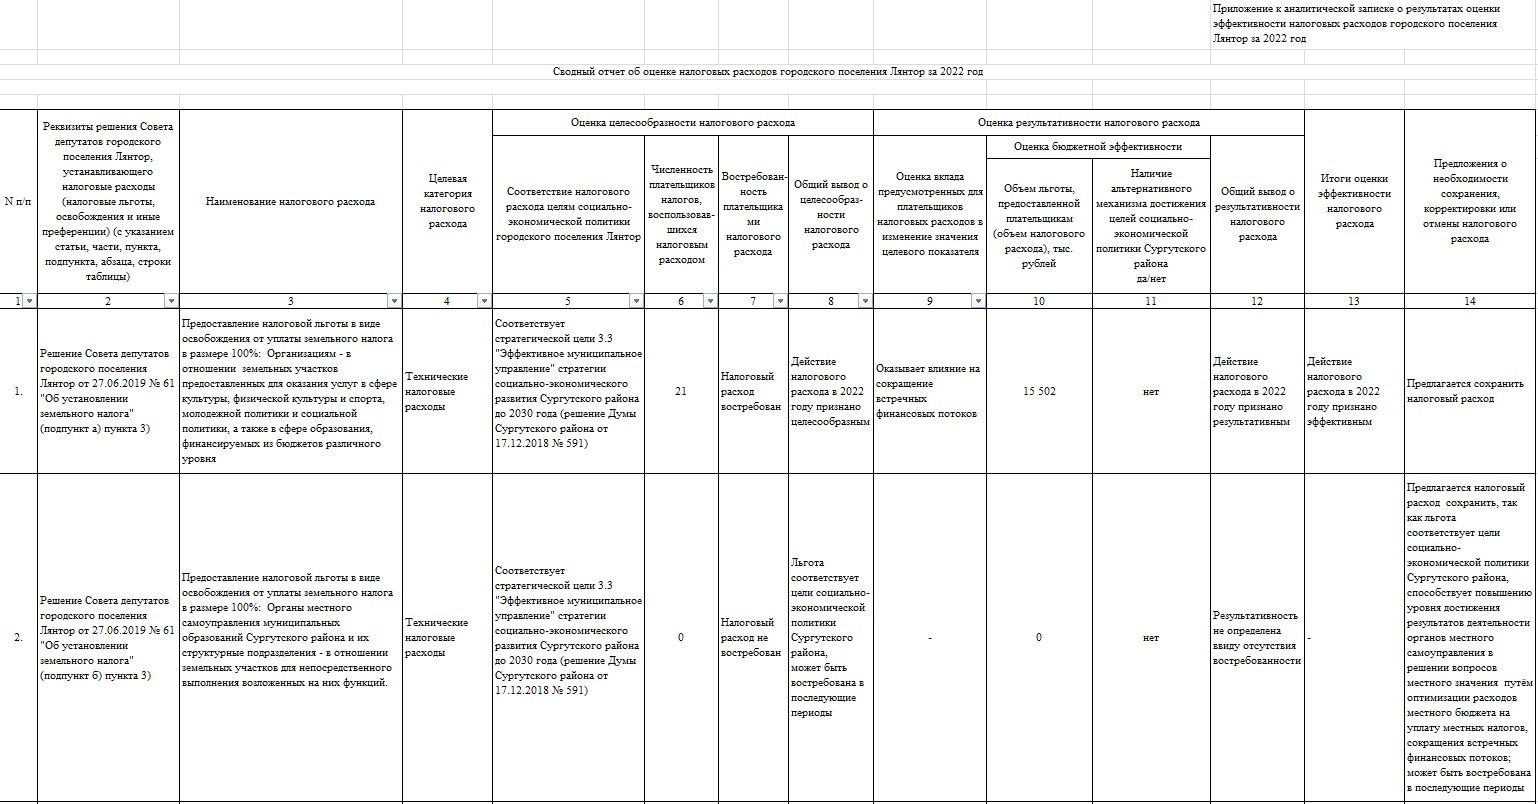 Приложение к аналитической записке о результатах оценки
эффективности налоговых расходов городского поселения
Лянтор за 2022 год
Сводный отчет об оценке налоговых расходов городского поселения Лянтор за 2022 год
N п/п
Реквизиты решения Совета
депутатов городского
поселения Лянтор,
устанавливающего
налоговые расходы
(налоговые льготы,
освобождения и иные
преференции) (с указанием
статьи, части, пункта,
подпункта, абзаца, строки
таблицы)
Наименование налогового расхода
Целевая
категория
налогового
расхода
Оценка целесообразности налогового расхода
Соответствие налогового
расхода целям социально-
экономической политики
городского поселения Лянтор
Численность
плательщиков
налогов,
воспользовав-
шихся
налоговым
расходом
Востребован-
ность
плательщика
ми
налогового
расхода
Общий вывод о
целесообраз-
ности
налогового
расхода
Оценка результативности налогового расхода
Оценка вклада
предусмотренных для
плательщиков
налоговых расходов в
изменение значения
целевого показателя
Оценка бюджетной эффективности
Объем льготы,
предоставленной
плательщикам
(объем налогового
расхода), тыс.
рублей
Наличие
альтернативного
механизма достижения
целей социально-
экономической
политики Сургутского
района
да/нет
Общий вывод о
результативности
налогового
расхода
Итоги оценки
эффективности
налогового
расхода
Предложения о
необходимости
сохранения,
корректировки или
отмены налогового
расхода
1 2 3 4 5 6 7 8 9 10 11 12 13 14
1.
Решение Совета депутатов
городского поселения
Лянтор от 27.06.2019 № 61
"Об установлении
земельного налога"
(подпункт а) пункта 3)
Предоставление налоговой льготы в виде
освобождения от уплаты земельного налога
в размере 100%: Организациям - в
отношении земельных участков
предоставленных для оказания услуг в сфере
культуры, физической культуры и спорта,
молодежной политики и социальной
политики, а также в сфере образования,
финансируемых из бюджетов различного
уровня
Технические
налоговые
расходы
Соответствует
стратегической цели 3.3
"Эффективное муниципальное
управление" стратегии
социально-экономического
развития Сургутского района
до 2030 года (решение Думы
Сургутского района от
17.12.2018 № 591)
21
Налоговый
расход
востребован
Действие
налогового
расхода в 2022
году признано
целесообразным
Оказывает влияние на
сокращение
встречных
финансовых потоков
15 502
нет
Действие
налогового
расхода в 2022
году признано
результативным
Действие
налогового
расхода в 2022
году признано
эффективным
Предлагается сохранить
налоговый расход
2.
Решение Совета депутатов
городского поселения
Лянтор от 27.06.2019 № 61
"Об установлении
земельного налога"
(подпункт б) пункта 3)
Предоставление налоговой льготы в виде
освобождения от уплаты земельного налога
в размере 100%: Органы местного
самоуправления муниципальных
образований Сургутского района и их
структурные подразделения - в отношении
земельных участков для непосредственного
выполнения возложенных на них функций.
Технические
налоговые
расходы
Соответствует
стратегической цели 3.3
"Эффективное муниципальное
управление" стратегии
социально-экономического
развития Сургутского района
до 2030 года (решение Думы
Сургутского района от
17.12.2018 № 591)
0
Налоговый
расход не
востребован
Льгота
соответствует
цели социально-
экономической
политики
Сургутского
района,
может быть
востребована в
последующие
периоды
-
0
нет
Результативность
не определена
ввиду отсутствия
востребованности
-
Предлагается налоговый
расход сохранить, так
как льгота
соответствует цели
социально-
экономической политики
Сургутского района,
способствует повышению
уровня достижения
результатов деятельности
органов местного
самоуправления в
решении вопросов
местного значения путём
оптимизации расходов
местного бюджета на
уплату местных налогов,
сокращения встречных
финансовых потоков;
может быть востребована
в последующие периоды